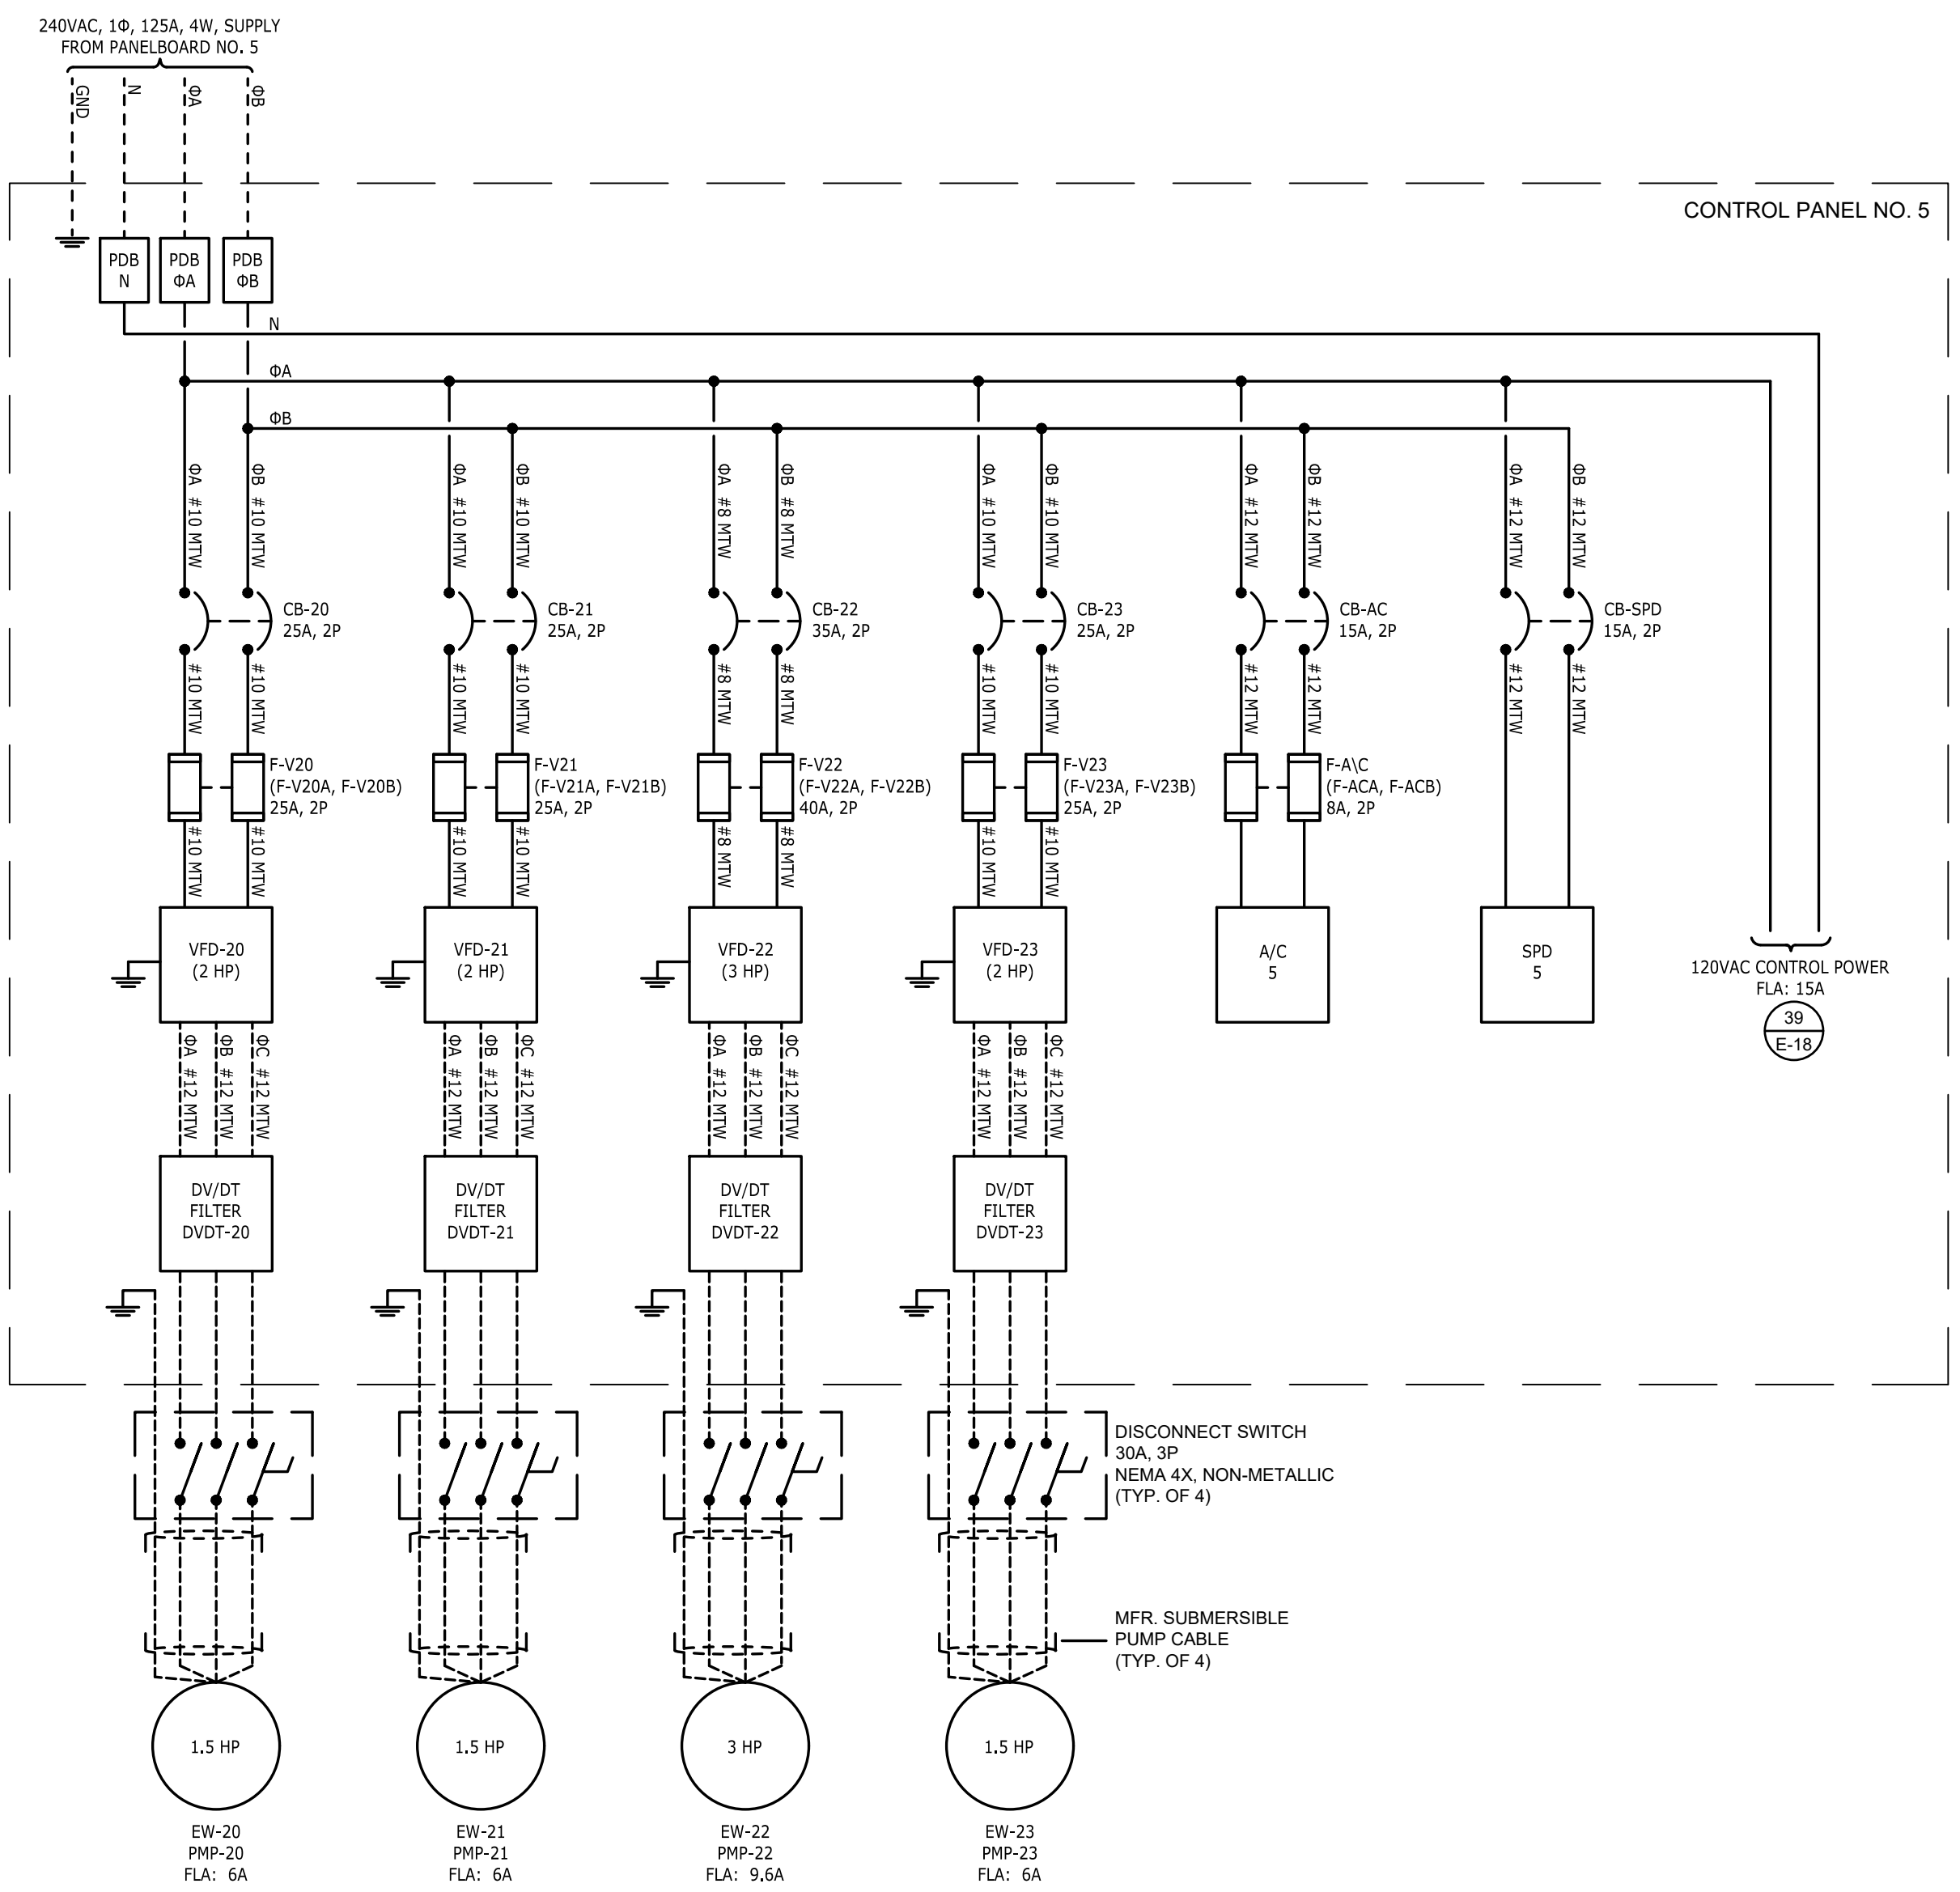 240VAC, 1Φ, 125A, 4W, SUPPLY
FROM PANELBOARD NO. 5
GND
N
ΦA
ΦB
CONTROL PANEL NO. 5
PDB
N
PDB
ΦA
PDB
ΦB
N
ΦA
ΦB
ΦA #10 MTW
ΦB #10 MTW
ΦA #10 MTW
ΦB #10 MTW
ΦA #8 MTW
ΦB #8 MTW
ΦA #10 MTW
ΦB #10 MTW
ΦA #12 MTW
ΦB #12 MTW
ΦA #12 MTW
ΦB #12 MTW
CB-20
25A, 2P
CB-21
25A, 2P
CB-22
35A, 2P
CB-23
25A, 2P
CB-AC
15A, 2P
CB-SPD
15A, 2P
#10 MTW
#10 MTW
#10 MTW
#10 MTW
#8 MTW
#8 MTW
#10 MTW
#10 MTW
#12 MTW
#12 MTW
#12 MTW
#12 MTW
F-V20
(F-V20A, F-V20B)
25A, 2P
F-V21
(F-V21A, F-V21B)
25A, 2P
F-V22
(F-V22A, F-V22B)
40A, 2P
F-V23
(F-V23A, F-V23B)
25A, 2P
F-A\C
(F-ACA, F-ACB)
8A, 2P
#10 MTW
#10 MTW
#10 MTW
#10 MTW
#8 MTW
#8 MTW
#10 MTW
#10 MTW
VFD-20
(2 HP)
VFD-21
(2 HP)
VFD-22
(3 HP)
VFD-23
(2 HP)
A/C
5
SPD
5
120VAC CONTROL POWER
FLA: 15A
39
E-18
ΦA #12 MTW
ΦB #12 MTW
ΦC #12 MTW
ΦA #12 MTW
ΦB #12 MTW
ΦC #12 MTW
ΦA #12 MTW
ΦB #12 MTW
ΦC #12 MTW
ΦA #12 MTW
ΦB #12 MTW
ΦC #12 MTW
DV/DT
FILTER
DVDT-20
DV/DT
FILTER
DVDT-21
DV/DT
FILTER
DVDT-22
DV/DT
FILTER
DVDT-23
DISCONNECT SWITCH
30A, 3P
NEMA 4X, NON-METALLIC
(TYP. OF 4)
MFR. SUBMERSIBLE
PUMP CABLE
(TYP. OF 4)
1.5 HP
1.5 HP
3 HP
1.5 HP
EW-20
PMP-20
FLA: 6A
EW-21
PMP-21
FLA: 6A
EW-22
PMP-22
FLA: 9.6A
EW-23
PMP-23
FLA: 6A